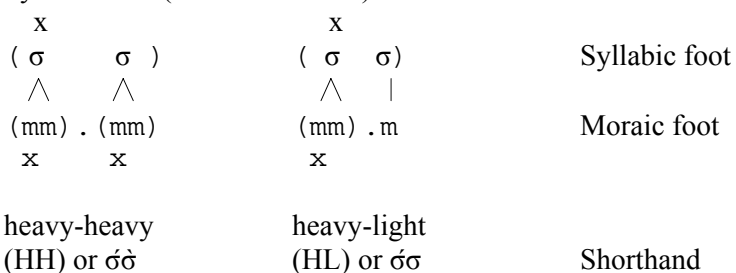 x x
( σ σ ) ( σ σ) Syllabic foot
(mm) . (mm) (mm) . m Moraic foot
x x x
heavy-heavy heavy-light
(HH) or σ́σ̀ (HL) or σ́σ Shorthand